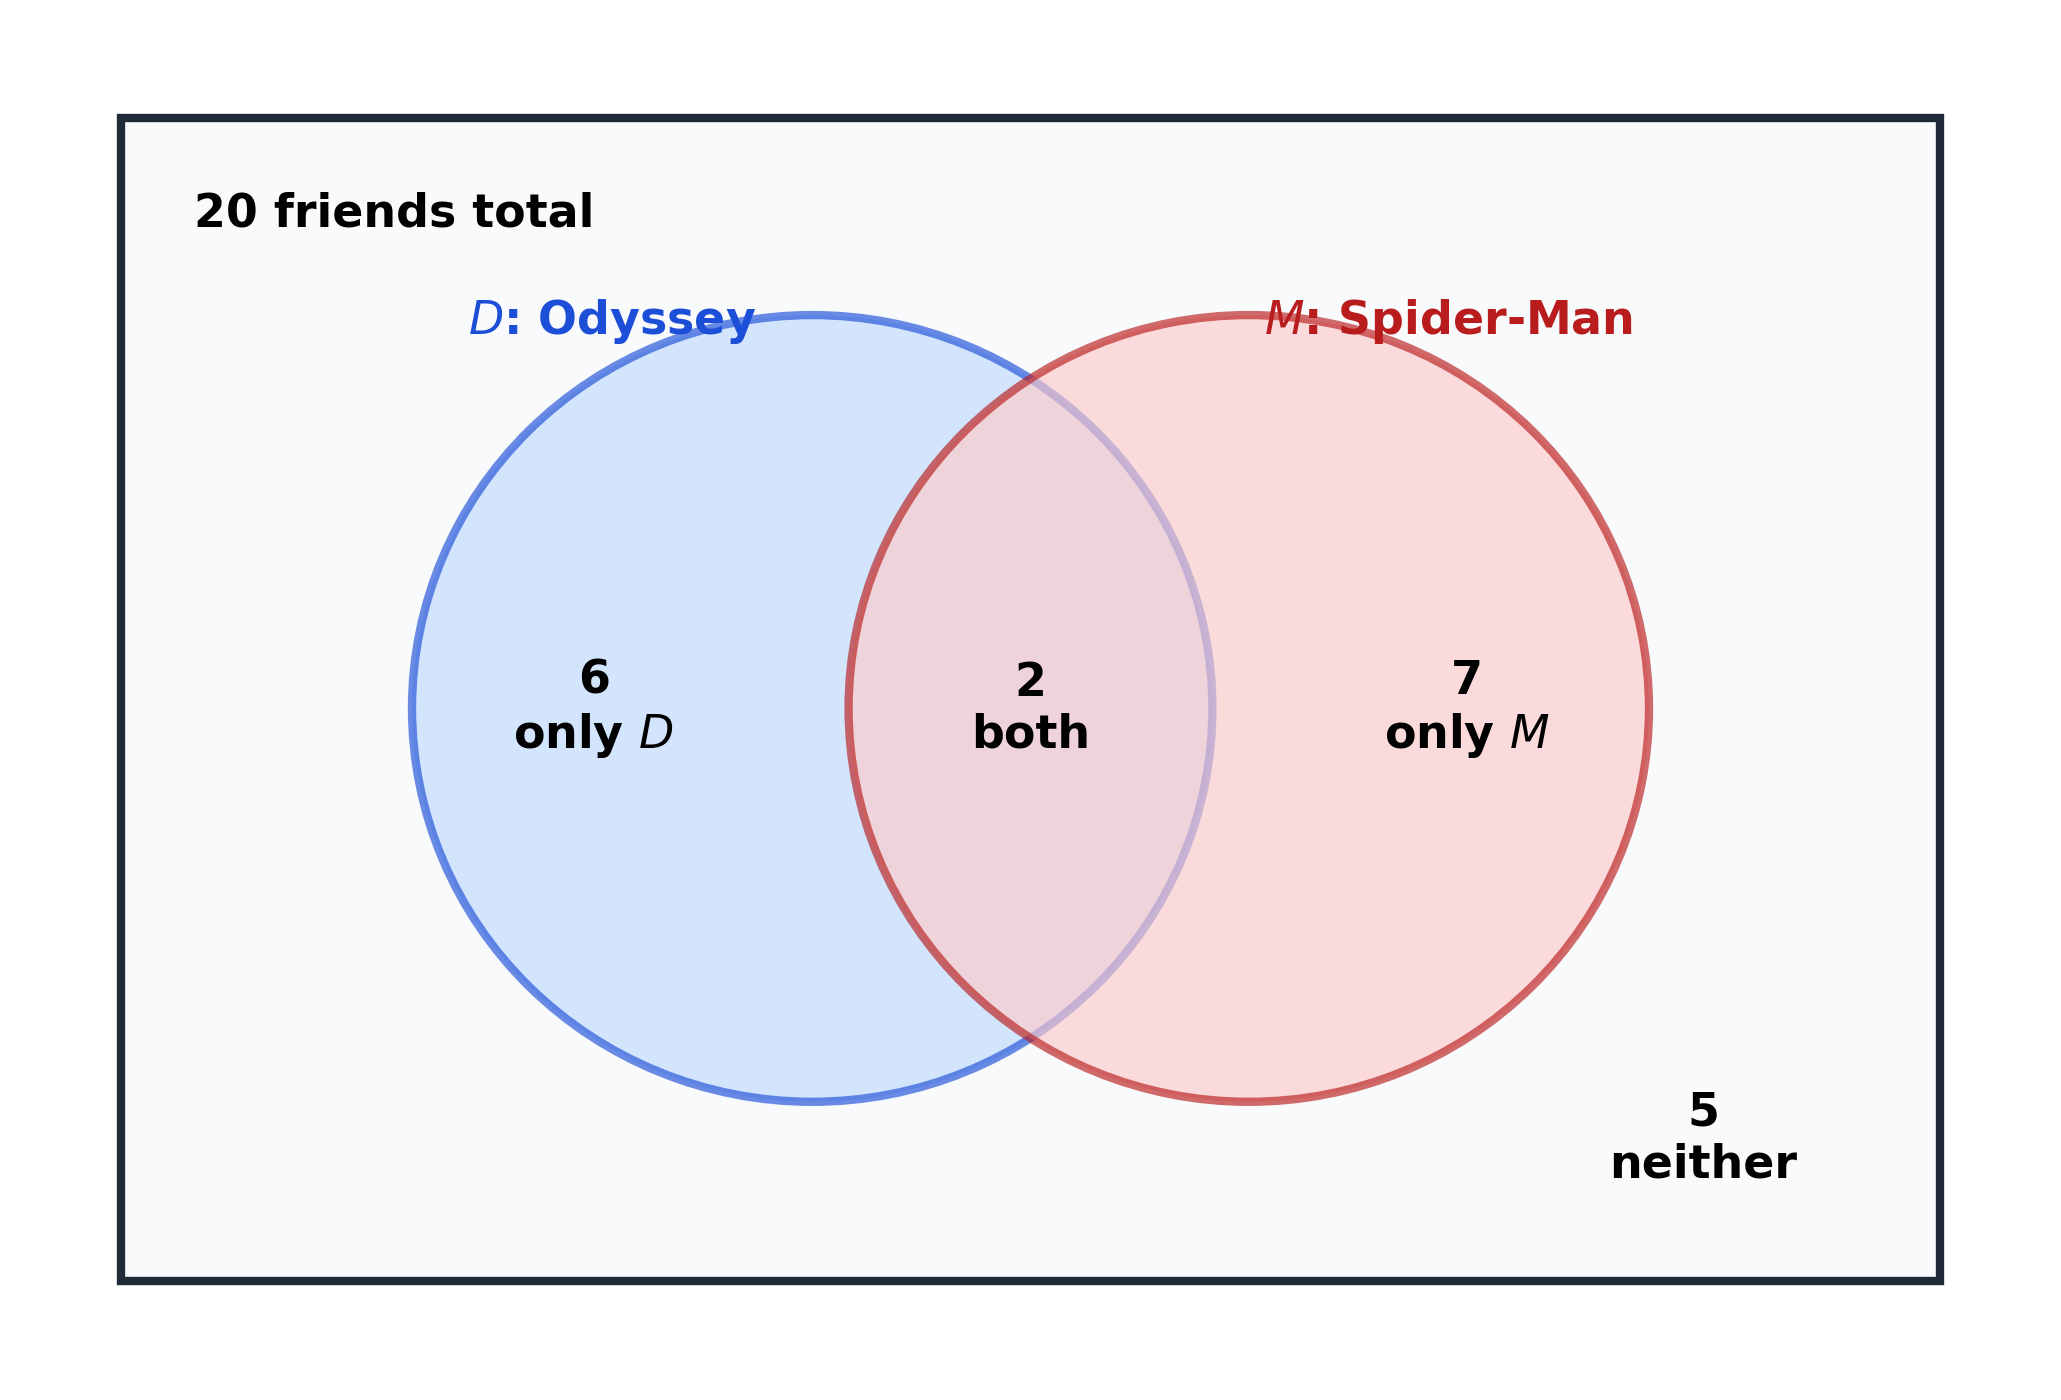 20 friends total
D: Odyssey
M: Spider-Man
6
only D
2
both
7
only M
5
neither